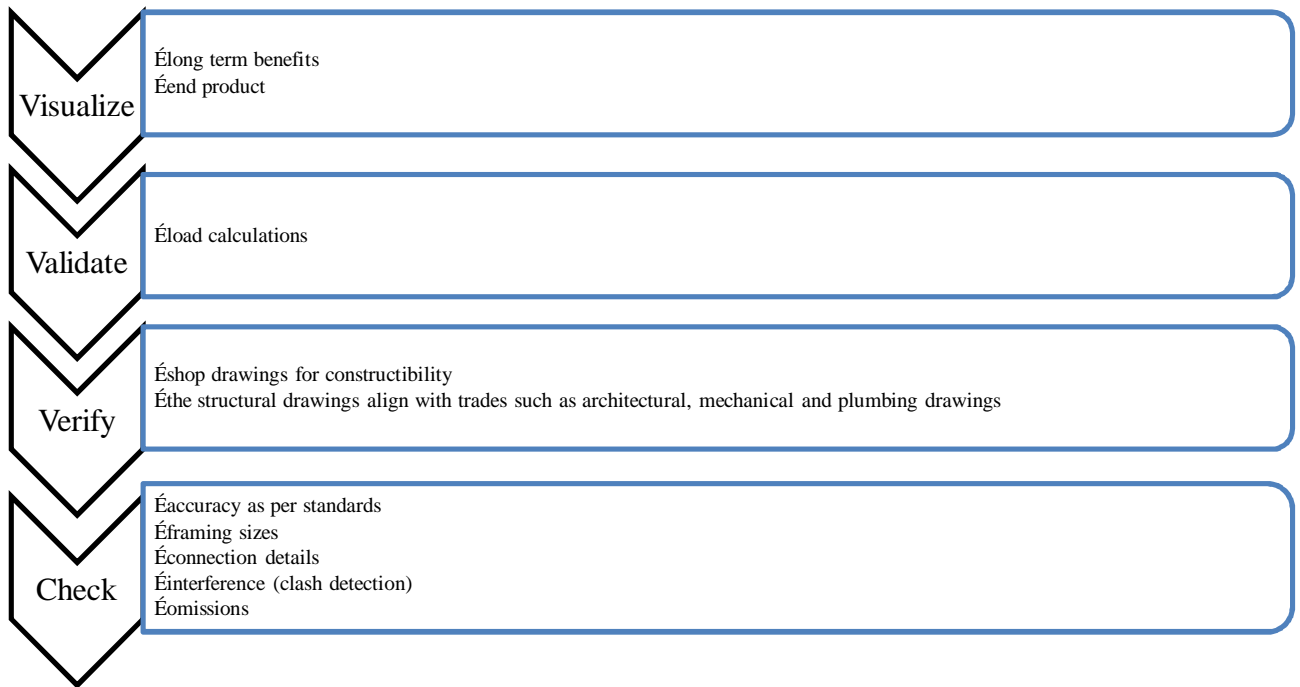 Visualize
Élong term benefits
Éend product
Validate
Éload calculations
Verify
Éshop drawings for constructibility
Éthe structural drawings align with trades such as architectural, mechanical and plumbing drawings
Check
Éaccuracy as per standards
Éframing sizes
Éconnection details
Éinterference (clash detection)
Éomissions